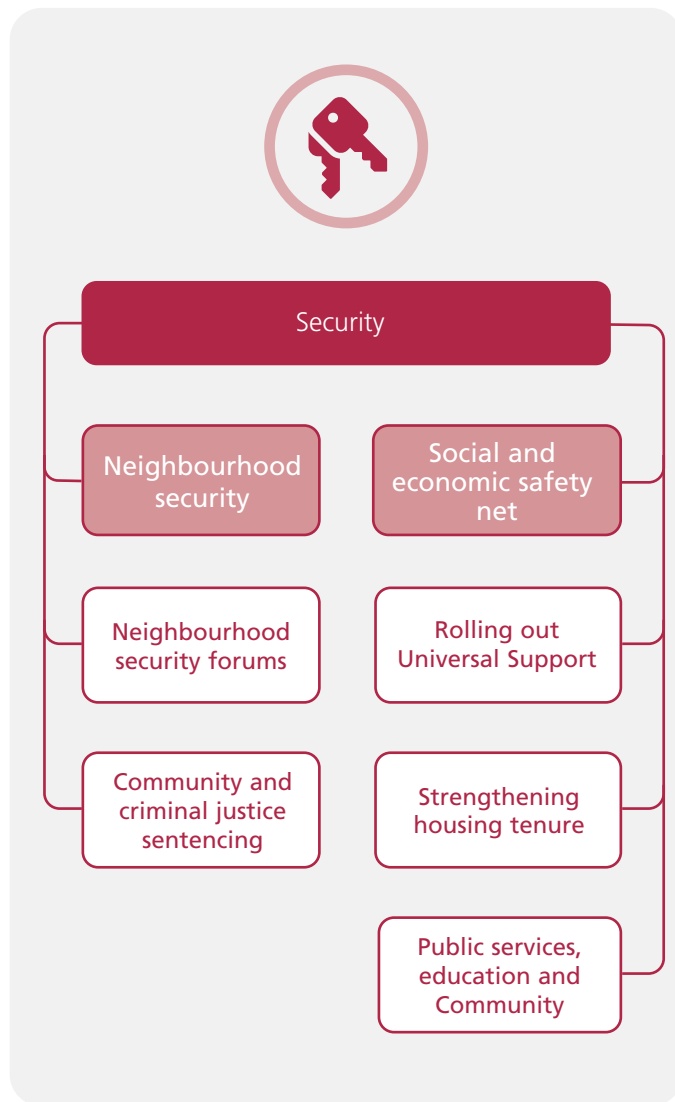 Security
Neighbourhood
security
Social and
economic safety
net
Neighbourhood
security forums
Rolling out
Universal Support
Community and
criminal justice
sentencing
Strengthening
housing tenure
Public services,
education and
Community